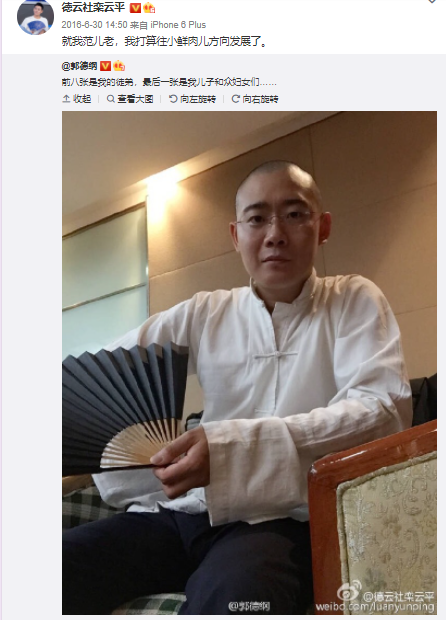 德云社栾云平
2016-6-30 14:50 来自 iPhone 6 Plus
就我范儿老，我打算往小鲜肉儿方向发展了。
@郭德纲
前八张是我的徒弟，最后一张是我儿子和众妇女们……
收起 查看大图 向左旋转 向右旋转
@郭德纲
@德云社栾云平
weibo.com/luanyunping